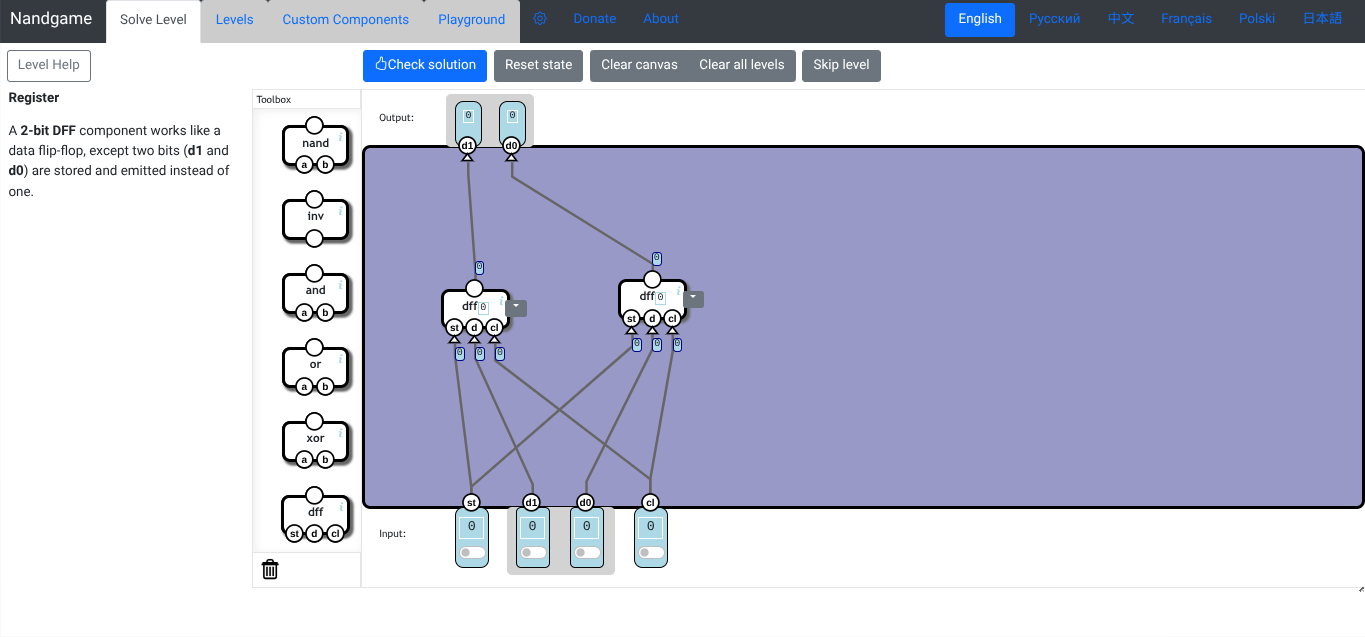 Nandgame
Solve Level
Levels
Custom Components
Playground
Donate
About
English
Русский
中文
Français
Polski
日本語
Level Help
Check solution
Reset state
Clear canvas
Clear all levels
Skip level
Register
A 2-bit DFF component works like a
data flip-flop, except two bits (d1 and
d0) are stored and emitted instead of
one.
Toolbox
nand
i
a b
inv
i
and
i
a b
or
i
a b
xor
i
a b
dff
i
st d cl
Output:
0 0
d1 d0
0
0
dff 0
i
st d cl
0 0 0
dff 0
i
st d cl
0 0 0
st d1 d0 cl
Input:
0 0 0 0